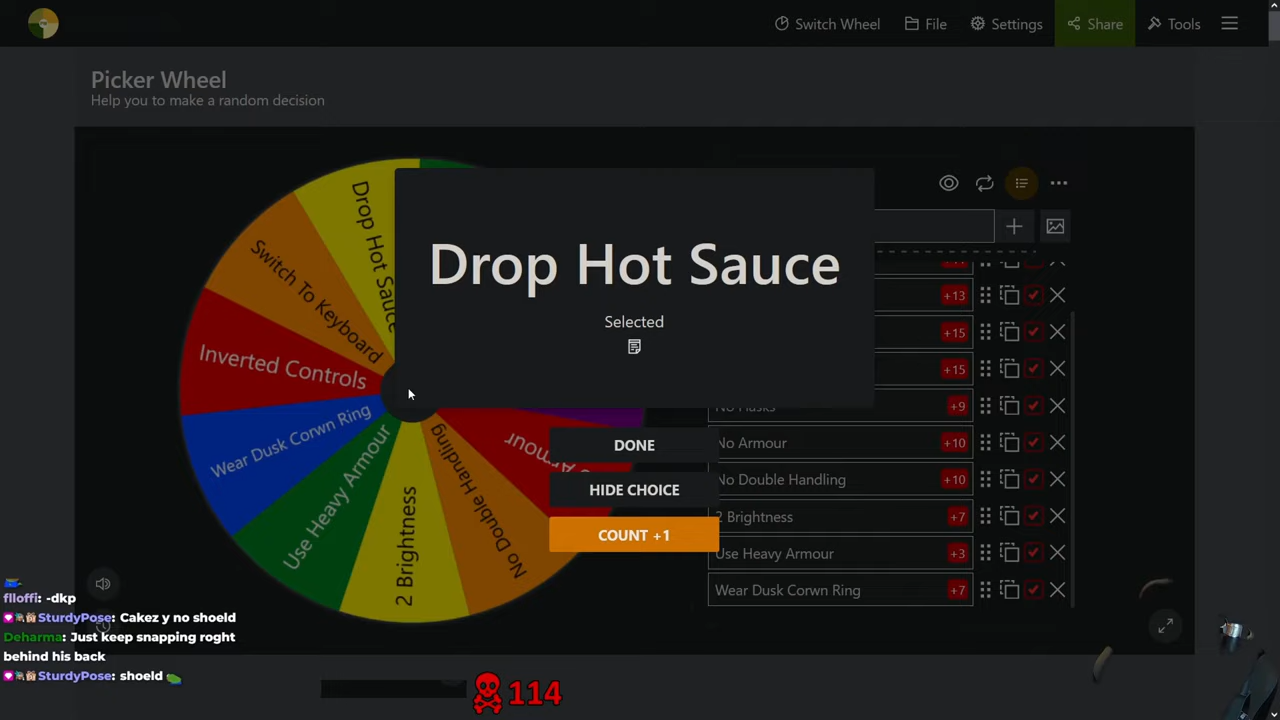 Switch Wheel
File
Settings
Share
Tools
Picker Wheel
Help you to make a random decision
Drop Hot Sauce
Switch To Keyboard
Inverted Controls
Wear Dusk Corwn Ring
Use Heavy Armour
2 Brightness
No Double Handling
Drop Hot Sauce
Selected
DONE
HIDE CHOICE
COUNT +1
+13
+15
+15
+9
No Armour +10
No Double Handling +10
2 Brightness +7
Use Heavy Armour +3
Wear Dusk Corwn Ring +7
flloffi: -dkp
SturdyPose: Cakez y no shoeld
Deharma: Just keep snapping roght
behind his back
SturdyPose: shoeld
114